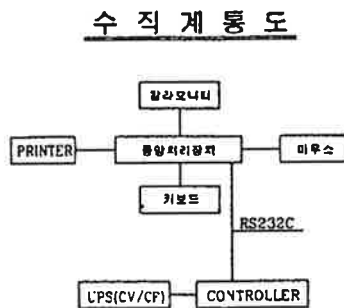 수 직 계 통 도
칼라모니터
PRINTER
중앙처리장치
마우스
키보드
RS232C
UPS(CV/CF)
CONTROLLER